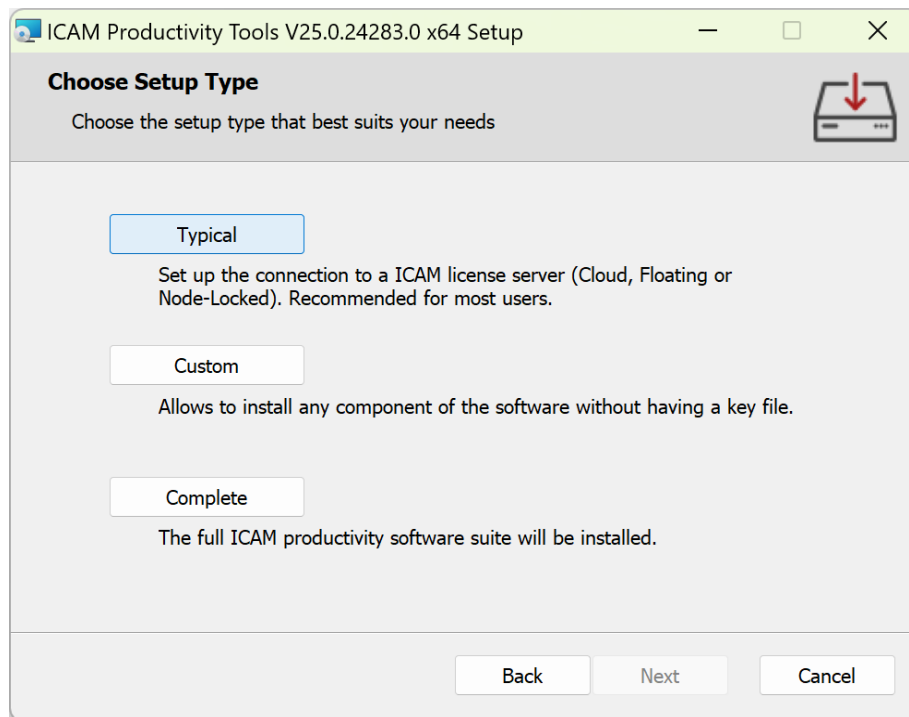 ICAM Productivity Tools V25.0.24283.0 x64 Setup
Choose Setup Type
Choose the setup type that best suits your needs
Typical
Set up the connection to a ICAM license server (Cloud, Floating or
Node-Locked). Recommended for most users.
Custom
Allows to install any component of the software without having a key file.
Complete
The full ICAM productivity software suite will be installed.
Back
Next
Cancel